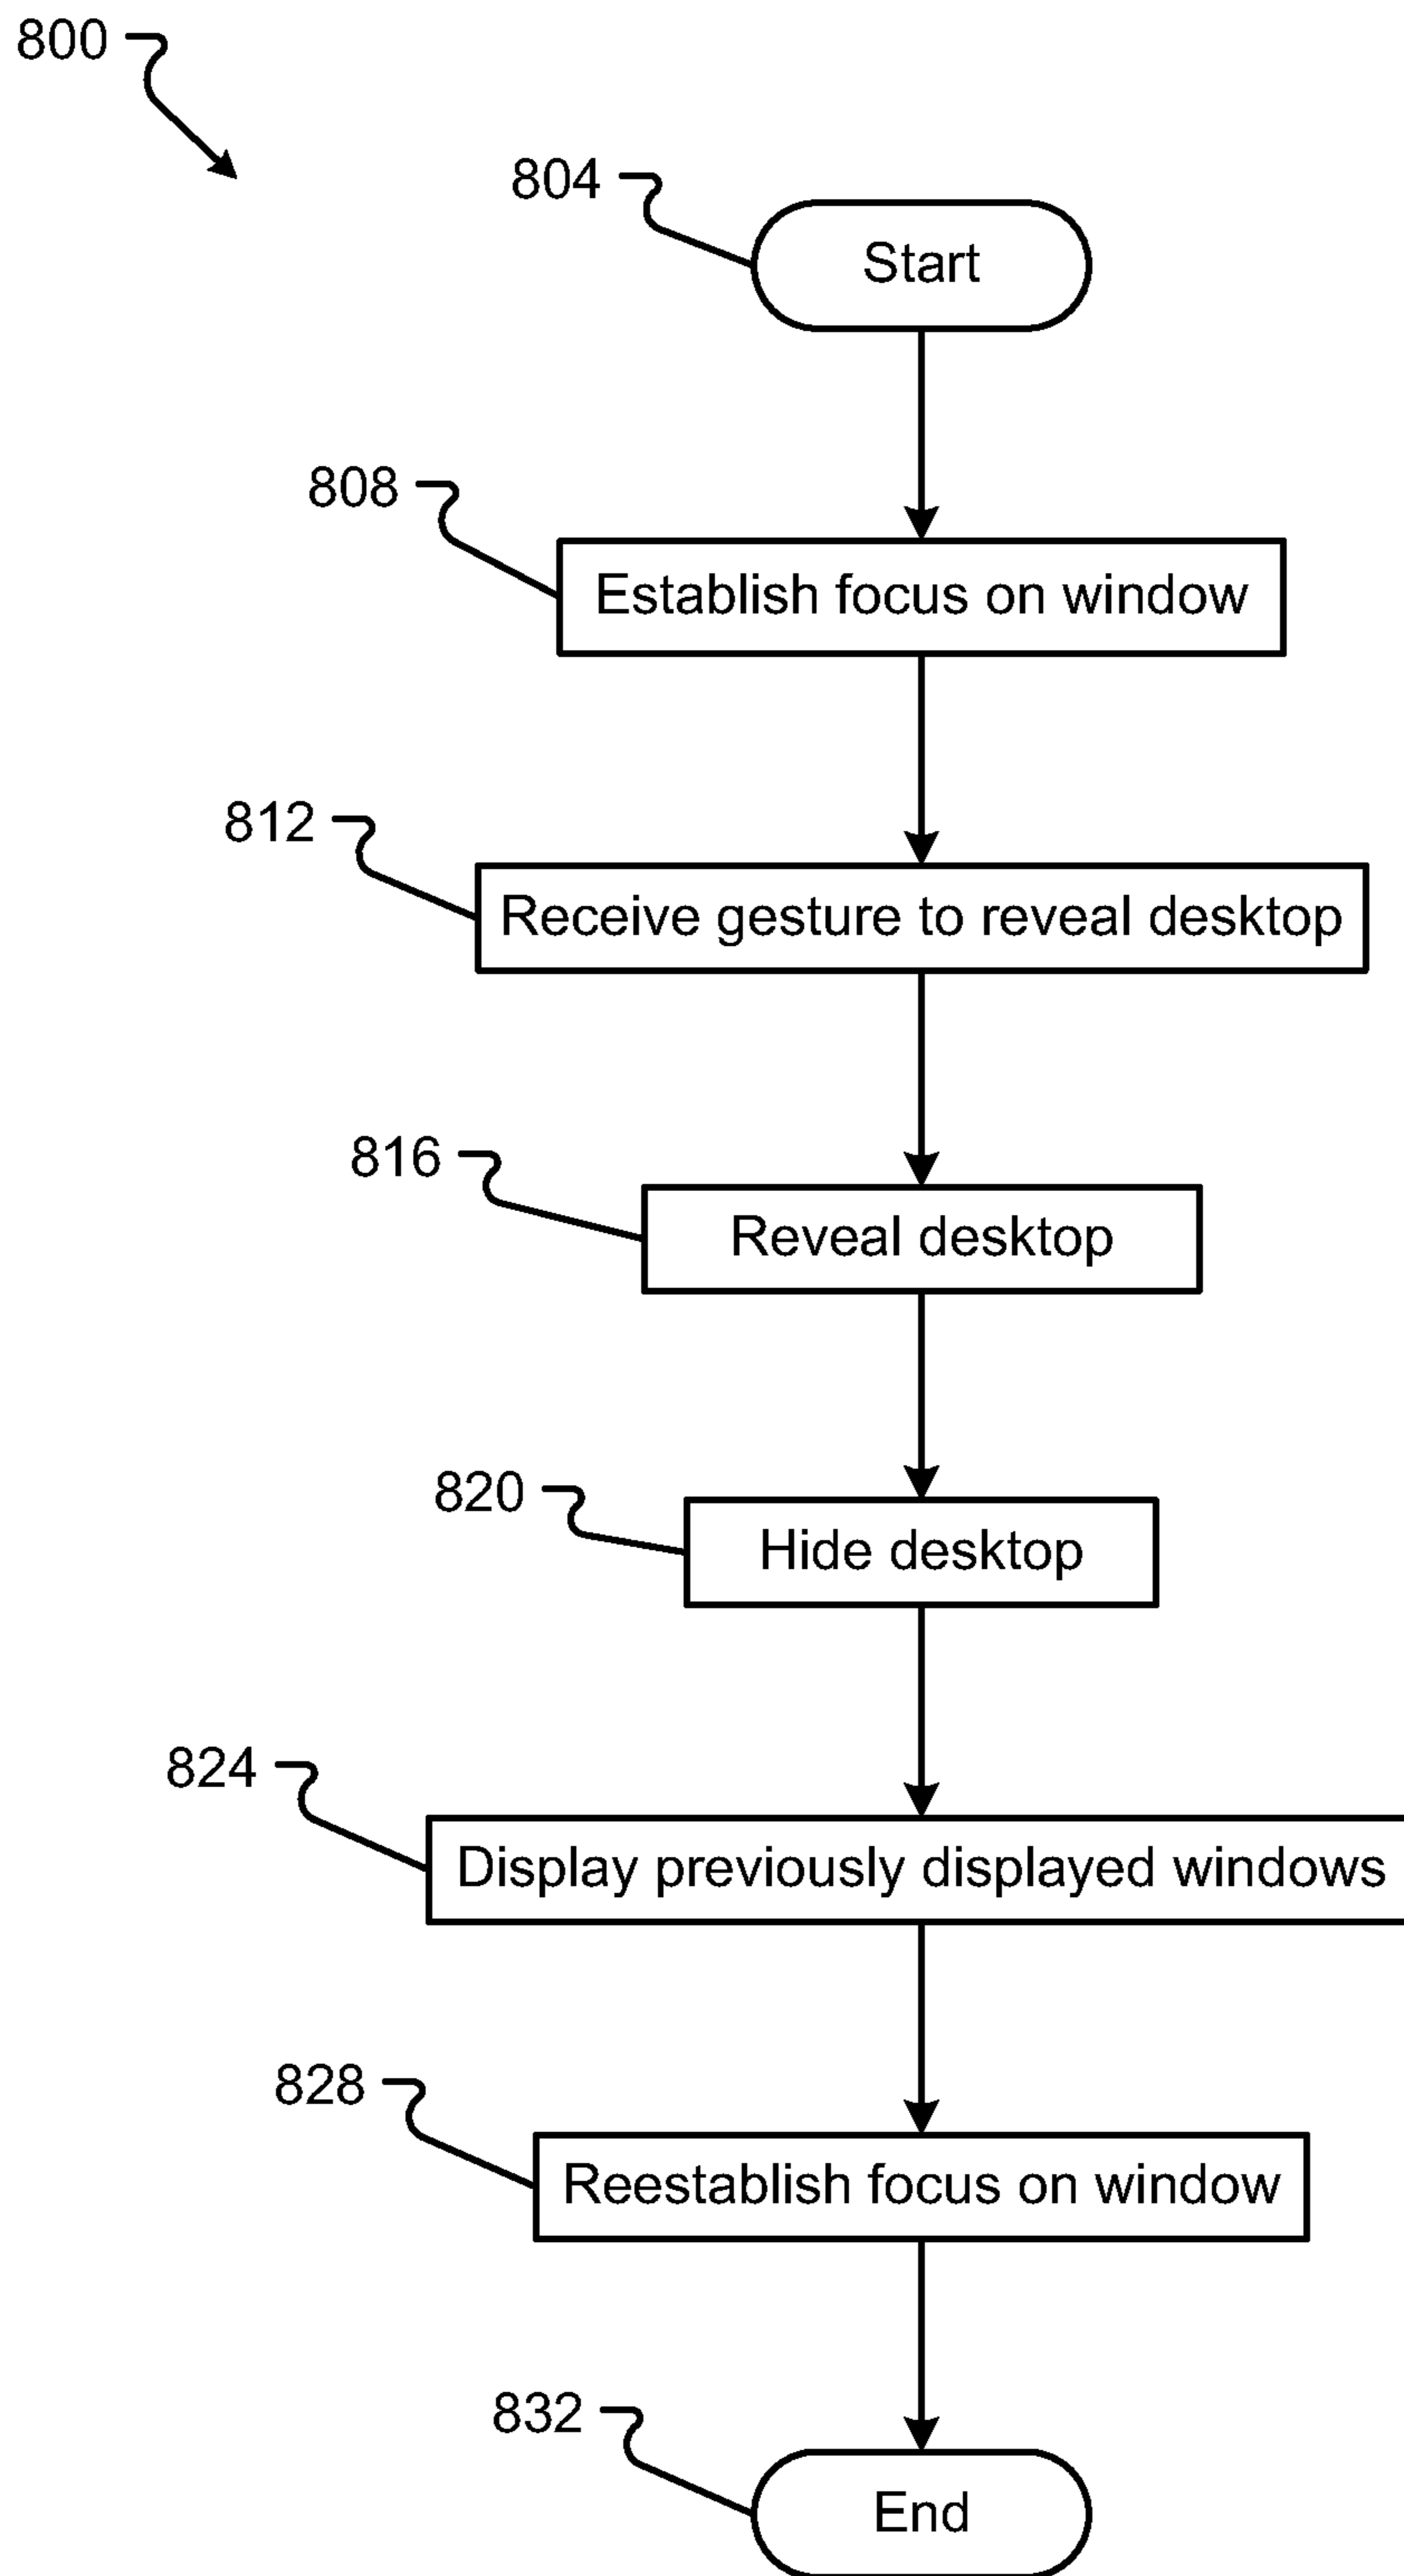 800
804
Start
808
Establish focus on window
812
Receive gesture to reveal desktop
816
Reveal desktop
820
Hide desktop
824
Display previously displayed windows
828
Reestablish focus on window
832
End